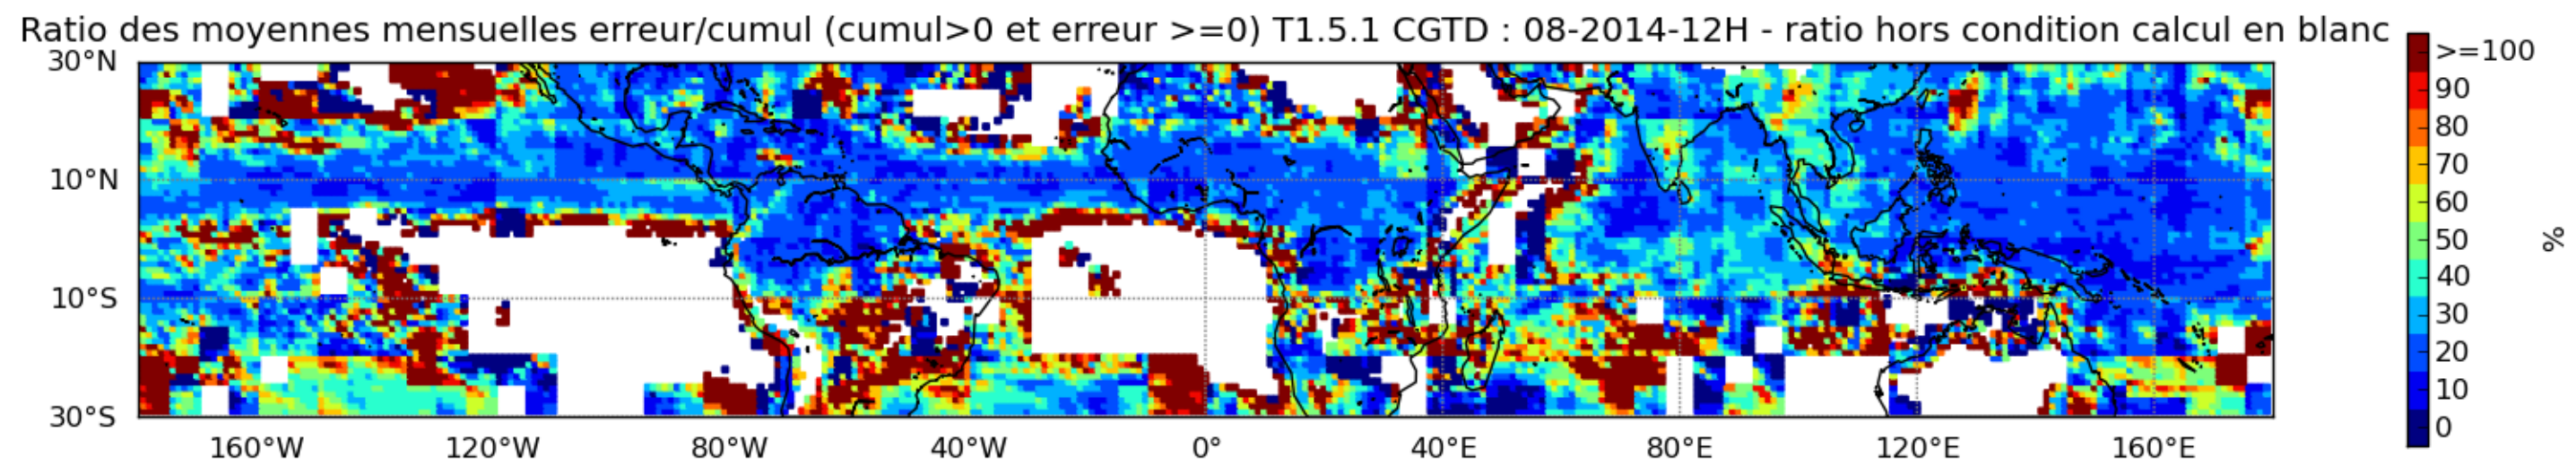 Ratio des moyennes mensuelles erreur/cumul (cumul>0 et erreur >=0) T1.5.1 CGTD : 08-2014-12H - ratio hors condition calcul en blanc
30°N
10°N
10°S
30°S
160°W 120°W 80°W 40°W 0° 40°E 80°E 120°E 160°E
>=100
90
80
70
60
50
40
30
20
10
0
%